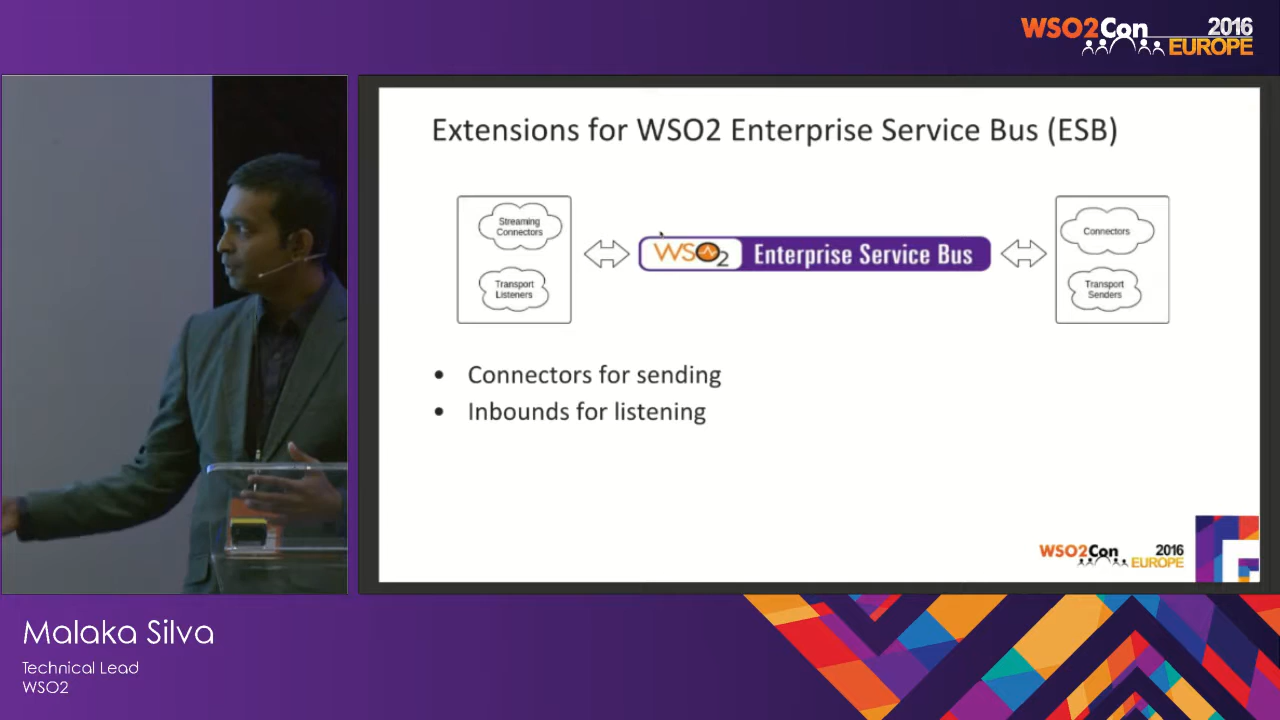 WSO2Con 2016
EUROPE
Extensions for WSO2 Enterprise Service Bus (ESB)
Streaming
Connectors
Transport
Listeners
WSO2 Enterprise Service Bus
Connectors
Transport
Senders
• Connectors for sending
• Inbounds for listening
WSO2Con 2016
EUROPE
Malaka Silva
Technical Lead
WSO2